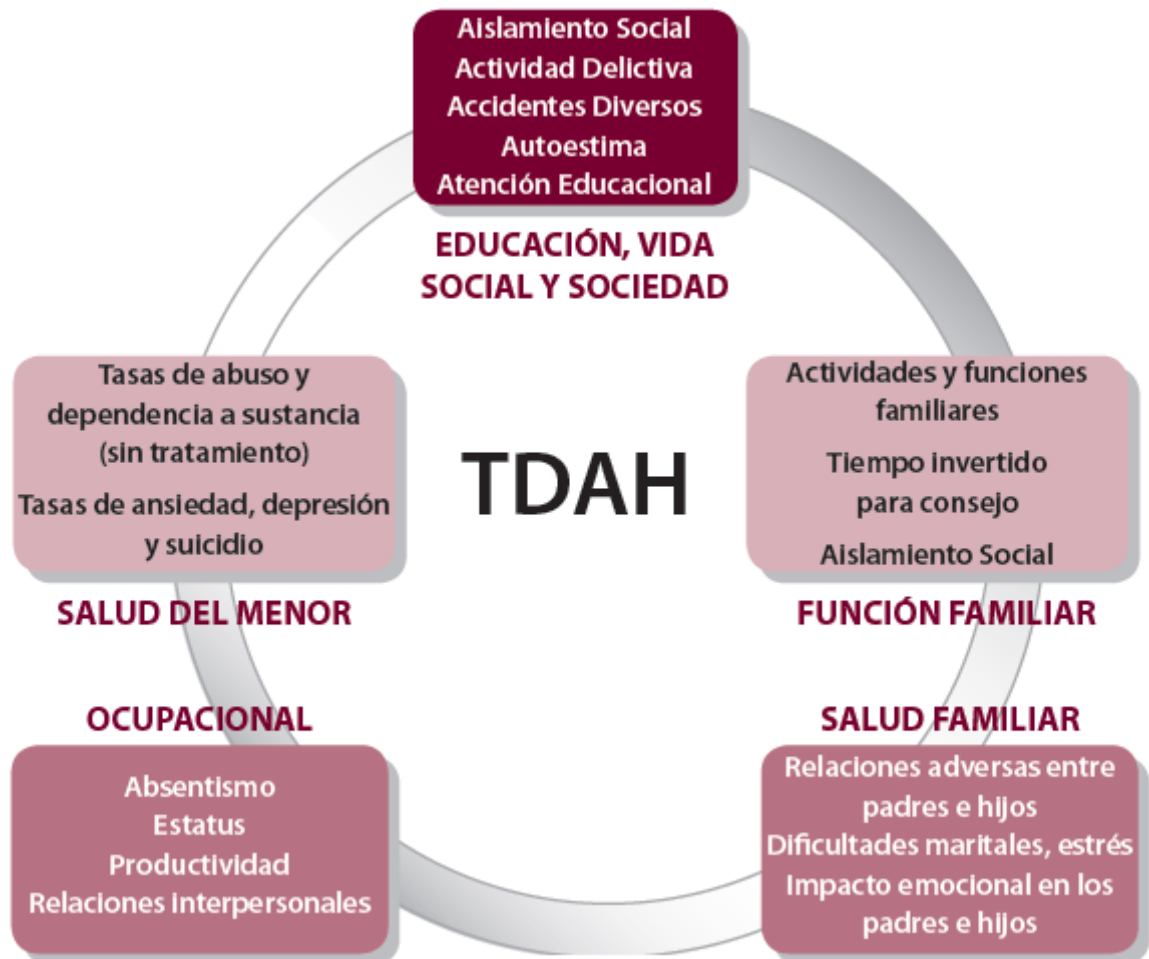 Aislamiento Social
Actividad Delictiva
Accidentes Diversos
Autoestima
Atención Educacional
EDUCACIÓN, VIDA
SOCIAL Y SOCIEDAD
Tasas de abuso y
dependencia a sustancia
(sin tratamiento)
Tasas de ansiedad, depresión
y suicidio
SALUD DEL MENOR
TDAH
Actividades y funciones
familiares
Tiempo invertido
para consejo
Aislamiento Social
FUNCIÓN FAMILIAR
OCUPACIONAL
Absentismo
Estatus
Productividad
Relaciones interpersonales
SALUD FAMILIAR
Relaciones adversas entre
padres e hijos
Dificultades maritales, estrés
Impacto emocional en los
padres e hijos